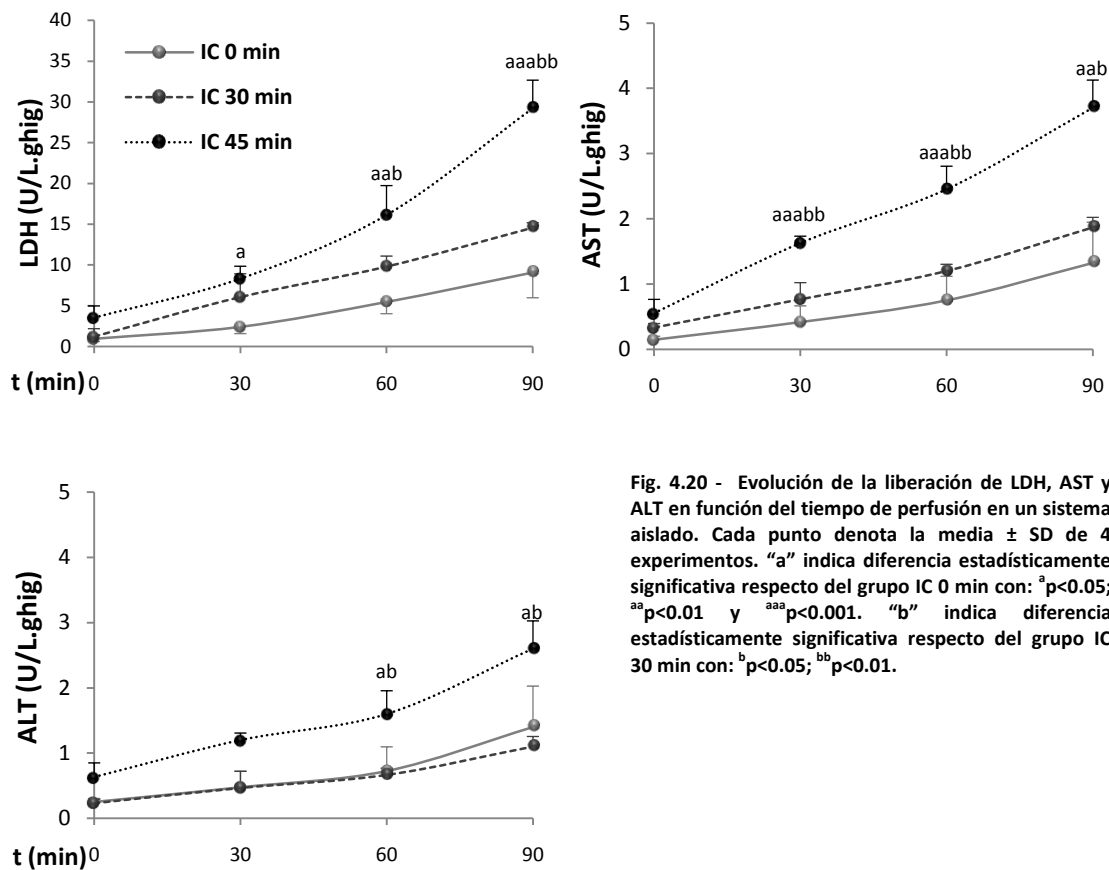 40
35
30
25
20
15
10
5
0
LDH (U/L.ghig)
IC 0 min
IC 30 min
IC 45 min
a
aab
aaabb
t (min)
0
30
60
90
5
4
3
2
1
0
AST (U/L.ghig)
aaabb
aaabb
aab
0
30
60
90
5
4
3
2
1
0
ALT (U/L.ghig)
ab
ab
t (min)
0
30
60
90
Fig. 4.20 - Evolución de la liberación de LDH, AST y
ALT en función del tiempo de perfusión en un sistema
aislado. Cada punto denota la media ± SD de 4
experimentos. “a” indica diferencia estadísticamente
significativa respecto del grupo IC 0 min con: ᵃp<0.05;
ᵃᵃp<0.01 y ᵃᵃᵃp<0.001. “b” indica diferencia
estadísticamente significativa respecto del grupo IC
30 min con: ᵇp<0.05; ᵇᵇp<0.01.